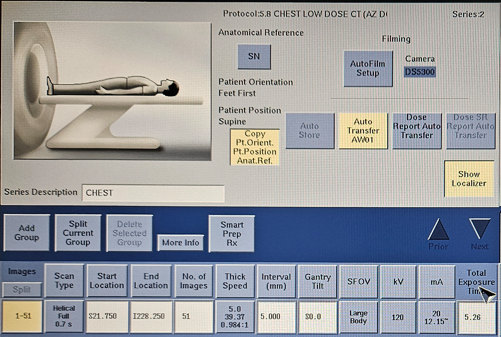 Protocol:5.8 CHEST LOW DOSE CT (AZ D(
Series:2
Anatomical Reference
SN
Filming
AutoFilm
Setup
Camera
DS5300
Patient Orientation
Feet First
Patient Position
Supine
Copy
Pt.Orient.
Pt.Position
Anat.Ref.
Auto
Store
Auto
Transfer
AW01
Dose
Report Auto
Transfer
Dose SR
Report Auto
Transfer
Show
Localizer
Series Description
CHEST
Add
Group
Split
Current
Group
Delete
Selected
Group
More Info
Smart
Prep
Rx
Prior
Next
Images
Split
Scan
Type
Start
Location
End
Location
No. of
Images
Thick
Speed
Interval
(mm)
Gantry
Tilt
SFOV
kV
mA
Total
Exposure
Time
1-51
Helical
Full
0.7 s
S21.750
I228.250
51
5.0
39.37
0.984:1
5.000
S0.0
Large
Body
120
20
12.15~
5.26